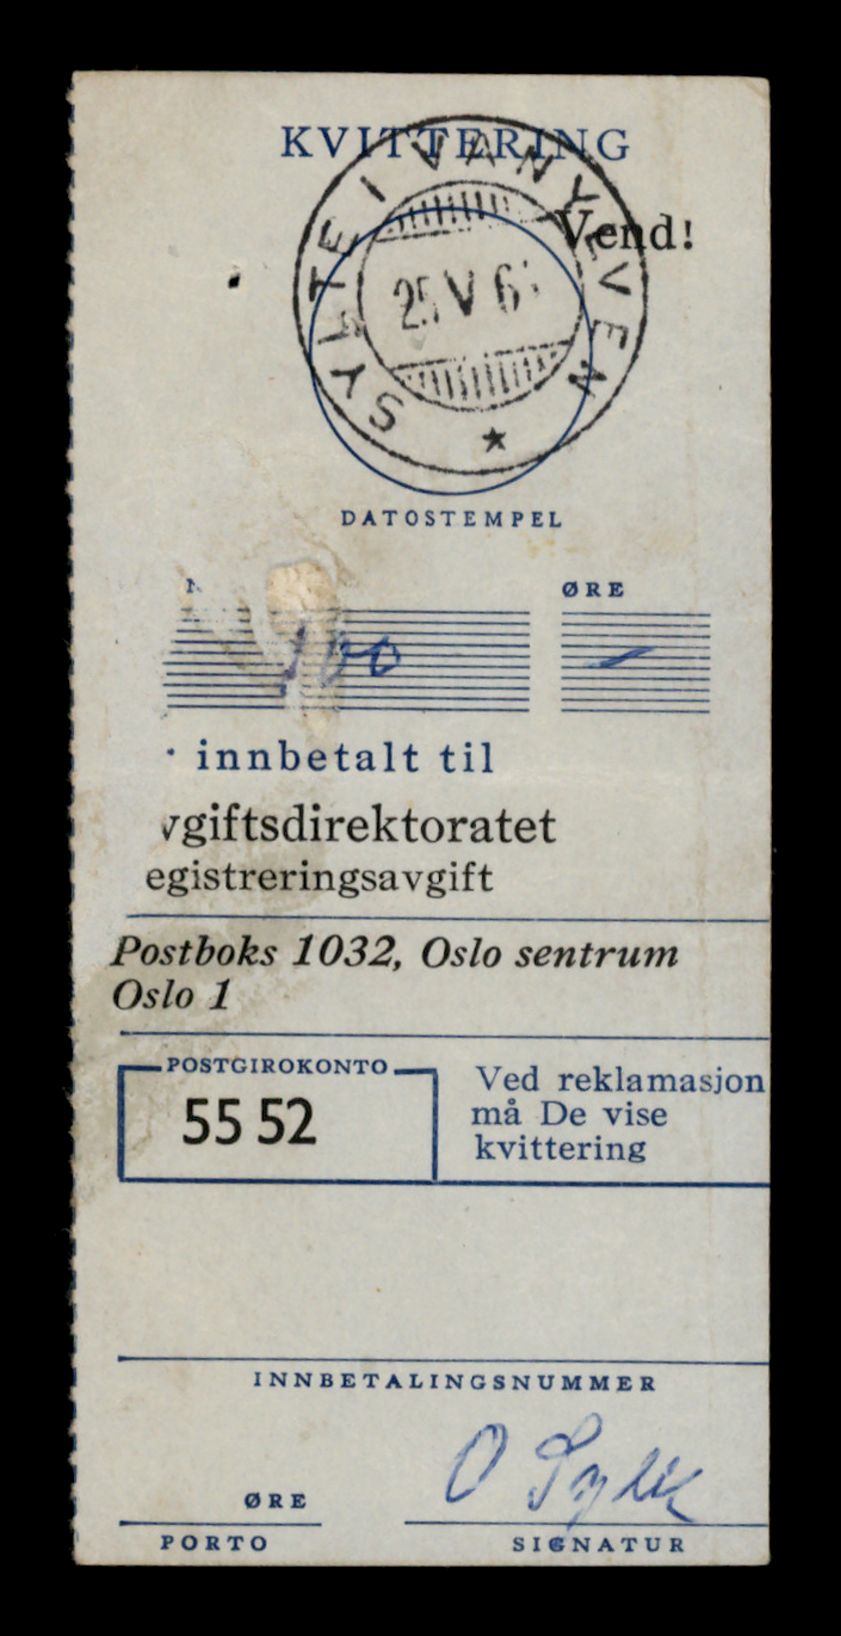 KVITTERING
Vend!
SYLTE I VANYLVEN
25 V 6
DATOSTEMPEL
ØRE
100 -
innbetalt til
vgiftsdirektoratet
egistreringsavgift
Postboks 1032, Oslo sentrum
Oslo 1
POSTGIROKONTO
55 52
Ved reklamasjon
må De vise
kvittering
INNBETALINGSNUMMER
ØRE
PORTO
O Sylte
SIGNATUR